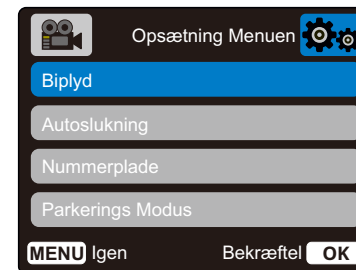 Opsætning Menuen
Biplyd
Autoslukning
Nummerplade
Parkerings Modus
MENU Igen Bekræftel OK